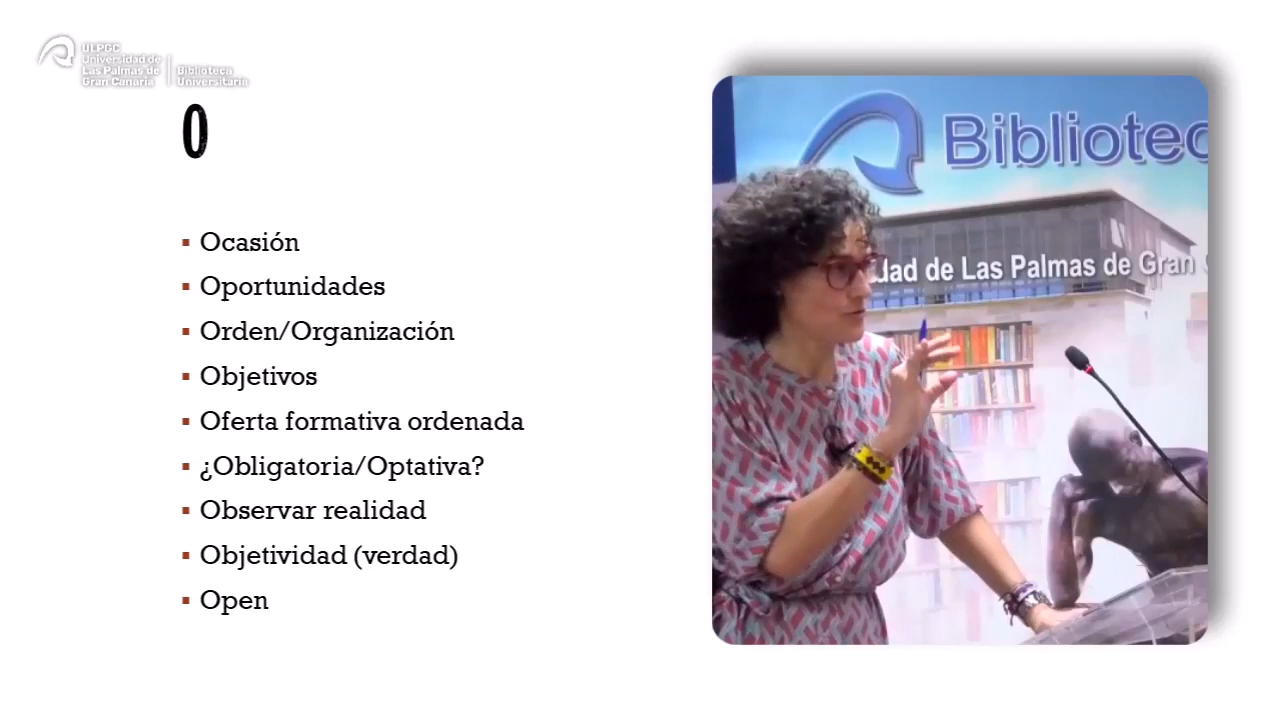 ULPGC
Universidad de
Las Palmas de
Gran Canaria
Biblioteca
Universitaria
O
Ocasión
Oportunidades
Orden/Organización
Objetivos
Oferta formativa ordenada
¿Obligatoria/Optativa?
Observar realidad
Objetividad (verdad)
Open
Bibliotec
dad de Las Palmas de Gran